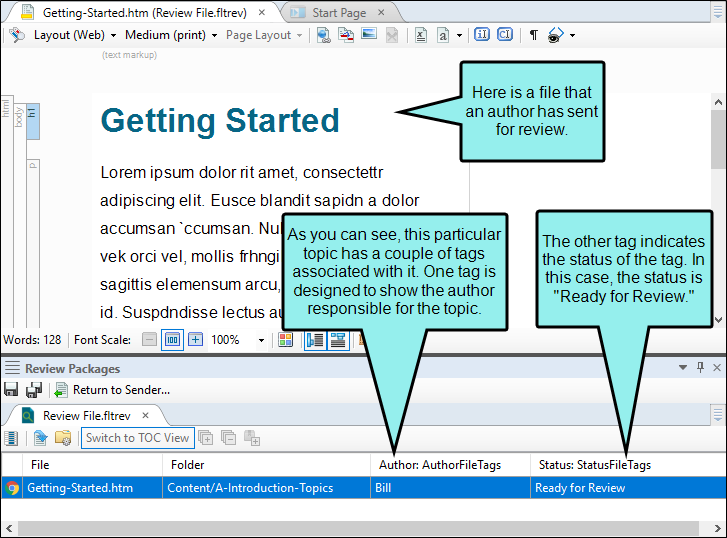 Getting-Started.htm (Review File.fltrev)
Start Page
Layout (Web)
Medium (print)
Page Layout
(text markup)
html
body
h1
p
Getting Started
Here is a file that
an author has sent
for review.
Lorem ipsum dolor rit amet, consectettr
adipiscing elit. Eusce blandit sapidn a dolor
accumsan `ccumsan.
vek orci vel, mollis frhngi
sagittis elemensum arcu,
id. Suspdndisse lectus
As you can see, this particular
topic has a couple of tags
associated with it. One tag is
designed to show the author
responsible for the topic.
The other tag indicates
the status of the tag. In
this case, the status is
"Ready for Review."
Words: 128
Font Scale:
100%
Review Packages
Return to Sender...
Review File.fltrev
Switch to TOC View
File
Folder
Author: AuthorFileTags
Status: StatusFileTags
Getting-Started.htm
Content/A-Introduction-Topics
Bill
Ready for Review